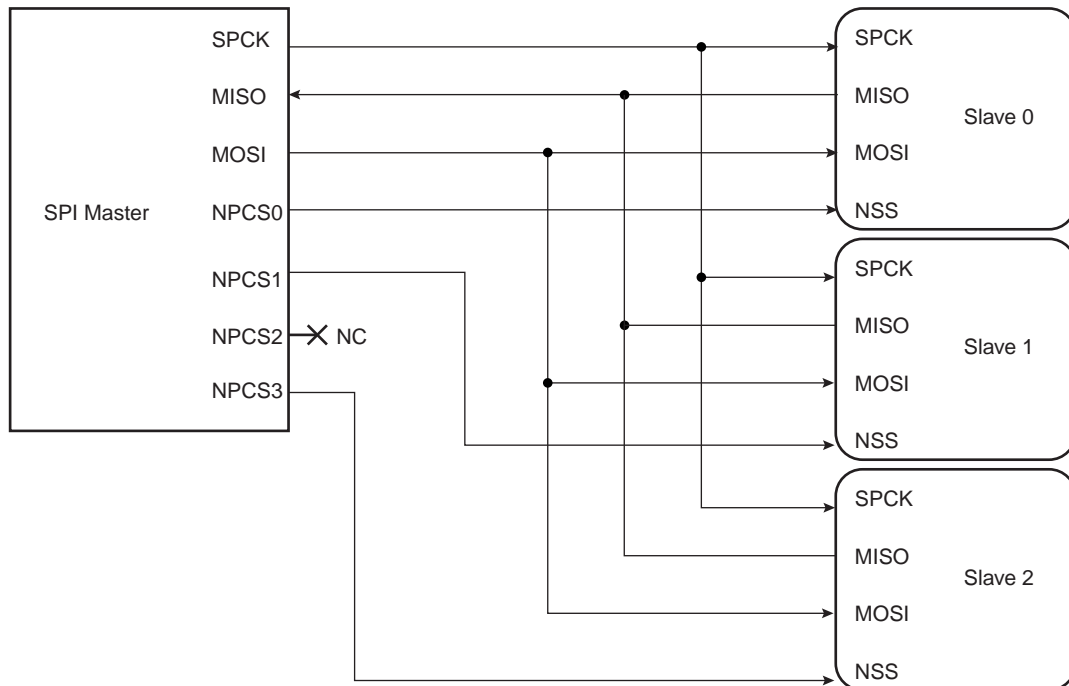 SPI Master
SPCK
MISO
MOSI
NPCS0
NPCS1
NPCS2
NC
NPCS3
SPCK
MISO
MOSI
NSS
Slave 0
SPCK
MISO
MOSI
NSS
Slave 1
SPCK
MISO
MOSI
NSS
Slave 2